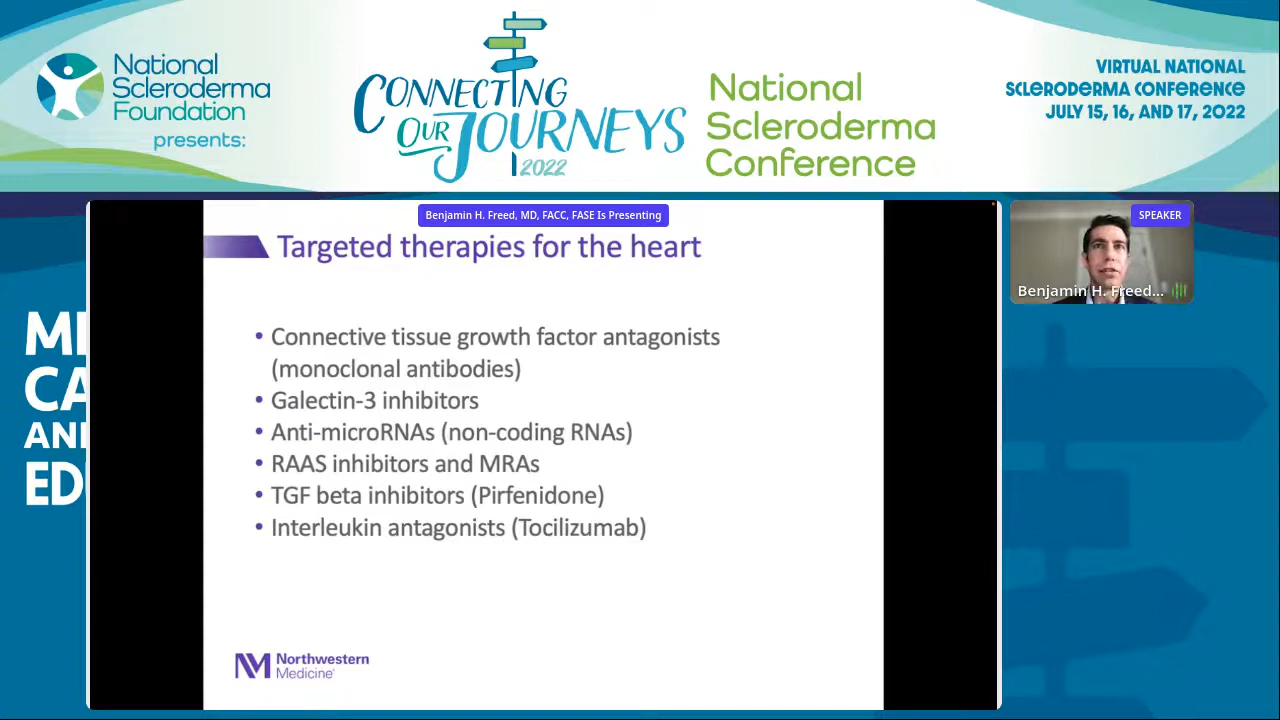 National
Scleroderma
Foundation
presents:
CONNECTING
OUR JOURNEYS
2022
National
Scleroderma
Conference
VIRTUAL NATIONAL
SCLERODERMA CONFERENCE
JULY 15, 16, AND 17, 2022
Benjamin H. Freed, MD, FACC, FASE Is Presenting
SPEAKER
Benjamin H. Freed...
Targeted therapies for the heart
• Connective tissue growth factor antagonists
(monoclonal antibodies)
• Galectin-3 inhibitors
• Anti-microRNAs (non-coding RNAs)
• RAAS inhibitors and MRAs
• TGF beta inhibitors (Pirfenidone)
• Interleukin antagonists (Tocilizumab)
Northwestern
Medicine